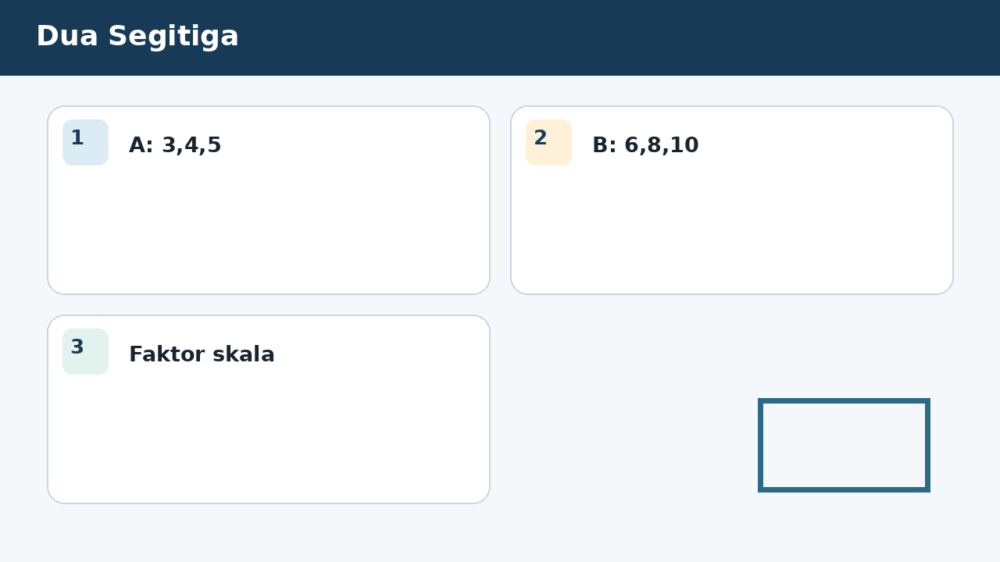 Dua Segitiga
1
A: 3,4,5
2
B: 6,8,10
3
Faktor skala